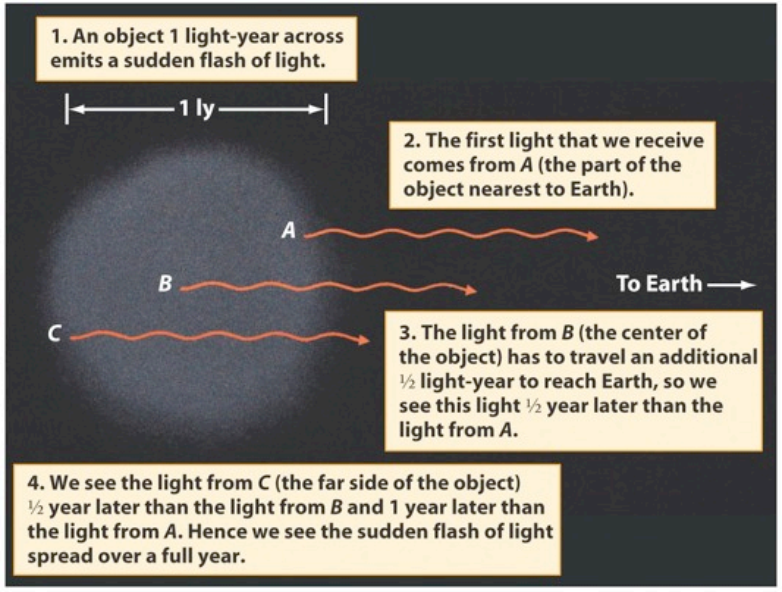 1. An object 1 light-year across
emits a sudden flash of light.
1 ly
2. The first light that we receive
comes from A (the part of the
object nearest to Earth).
A
B
To Earth
C
3. The light from B (the center of
the object) has to travel an additional
½ light-year to reach Earth, so we
see this light ½ year later than the
light from A.
4. We see the light from C (the far side of the object)
½ year later than the light from B and 1 year later than
the light from A. Hence we see the sudden flash of light
spread over a full year.